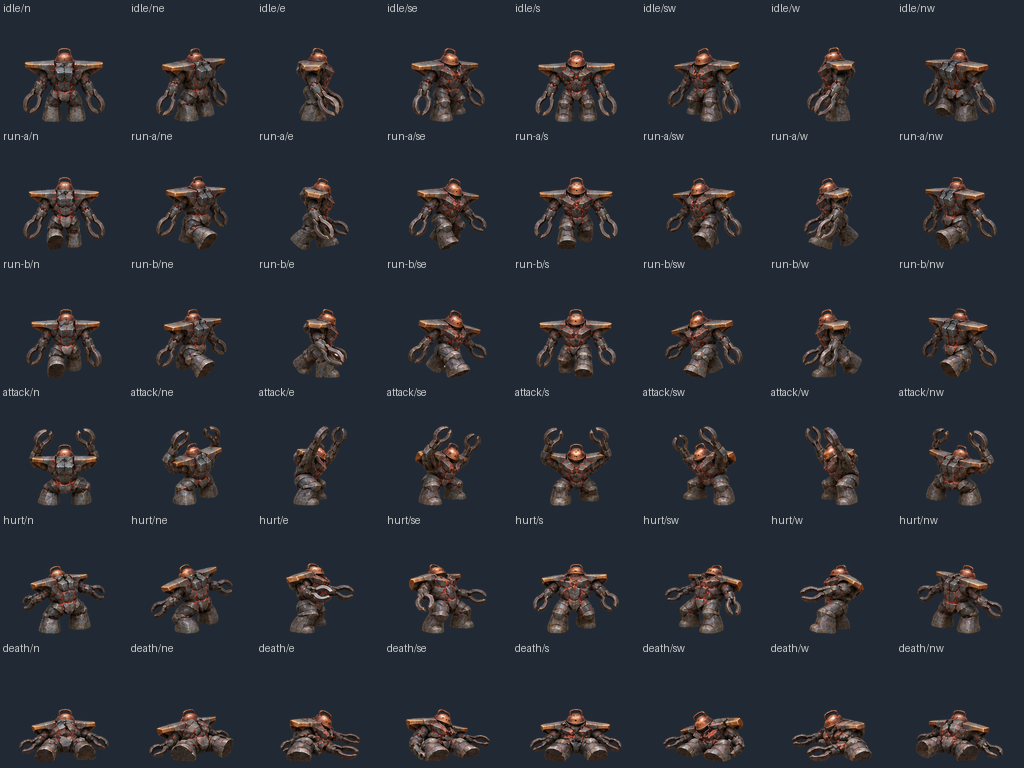 idle/n idle/ne idle/e idle/se idle/s idle/sw idle/w idle/nw
run-a/n run-a/ne run-a/e run-a/se run-a/s run-a/sw run-a/w run-a/nw
run-b/n run-b/ne run-b/e run-b/se run-b/s run-b/sw run-b/w run-b/nw
attack/n attack/ne attack/e attack/se attack/s attack/sw attack/w attack/nw
hurt/n hurt/ne hurt/e hurt/se hurt/s hurt/sw hurt/w hurt/nw
death/n death/ne death/e death/se death/s death/sw death/w death/nw